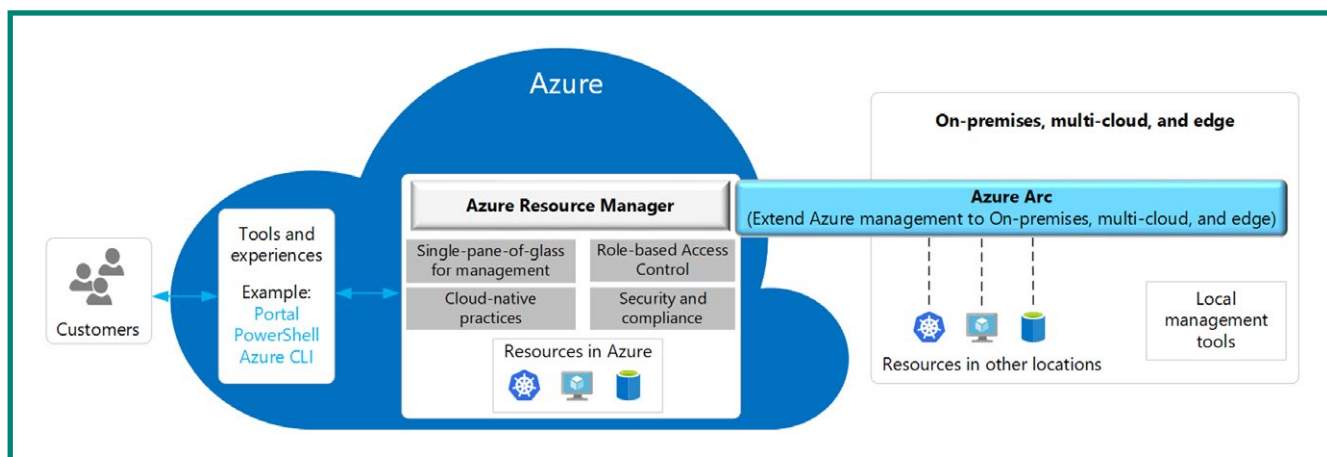 Azure
Customers
Tools and
experiences
Example:
Portal
PowerShell
Azure CLI
Azure Resource Manager
Single-pane-of-glass
for management
Role-based Access
Control
Cloud-native
practices
Security and
compliance
Resources in Azure
On-premises, multi-cloud, and edge
Azure Arc
(Extend Azure management to On-premises, multi-cloud, and edge)
Resources in other locations
Local
management
tools